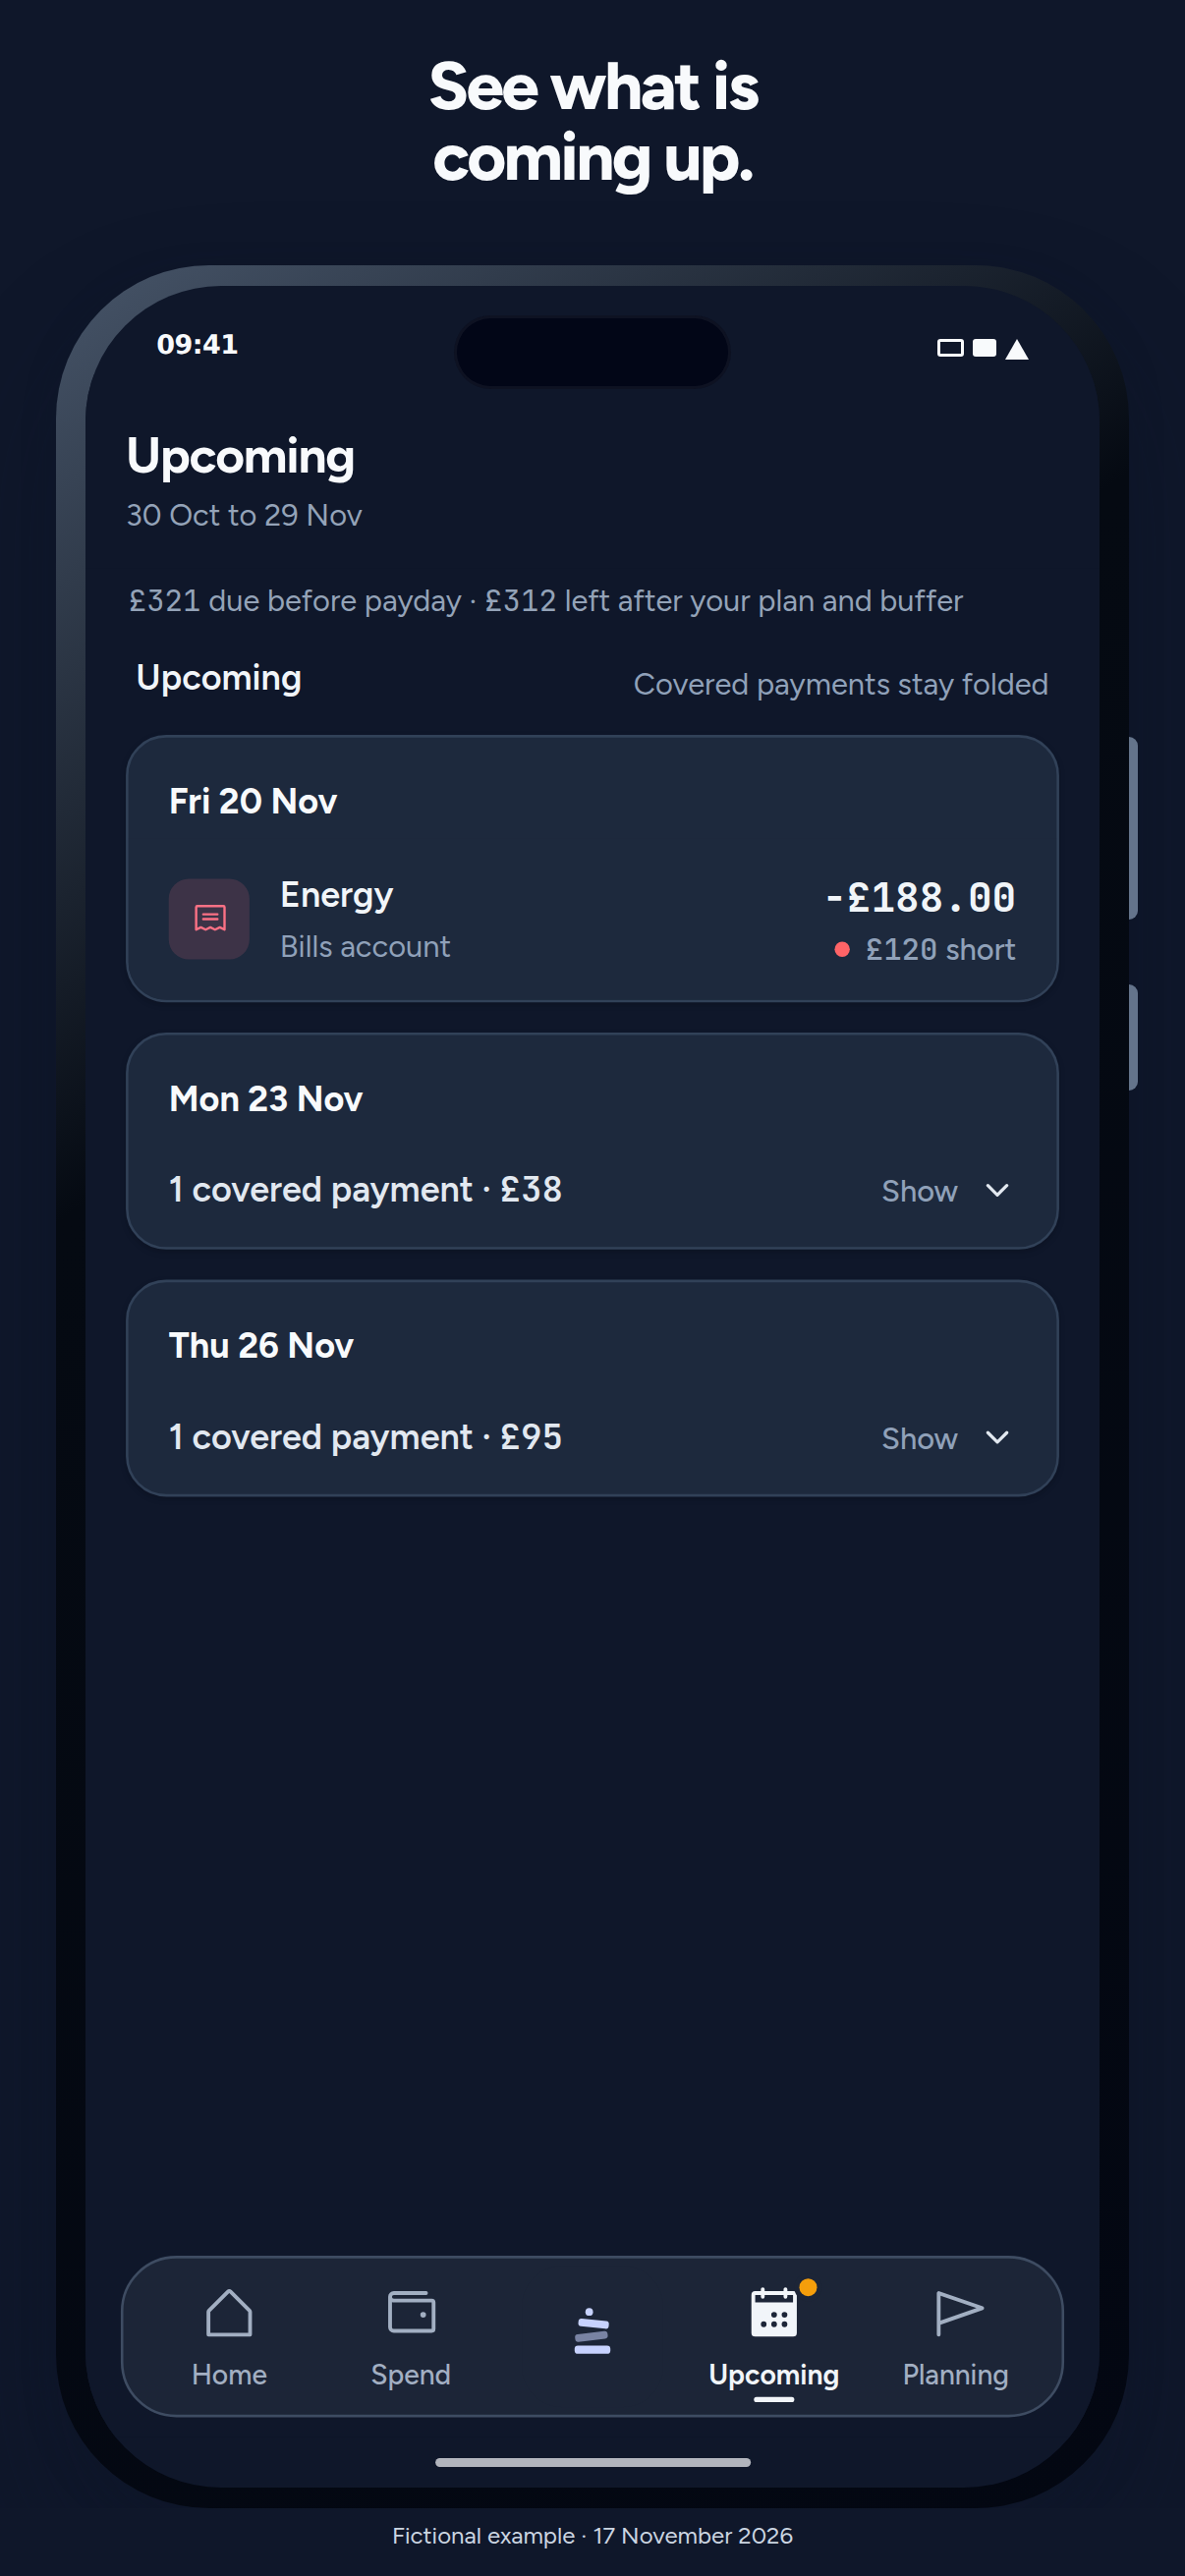 See what is
coming up.
09:41
Upcoming
30 Oct to 29 Nov
£321 due before payday · £312 left after your plan and buffer
Upcoming
Covered payments stay folded
Fri 20 Nov
Energy
-£188.00
Bills account
£120 short
Mon 23 Nov
1 covered payment · £38
Show
Thu 26 Nov
1 covered payment · £95
Show
Home
Spend
Upcoming
Planning
Fictional example · 17 November 2026